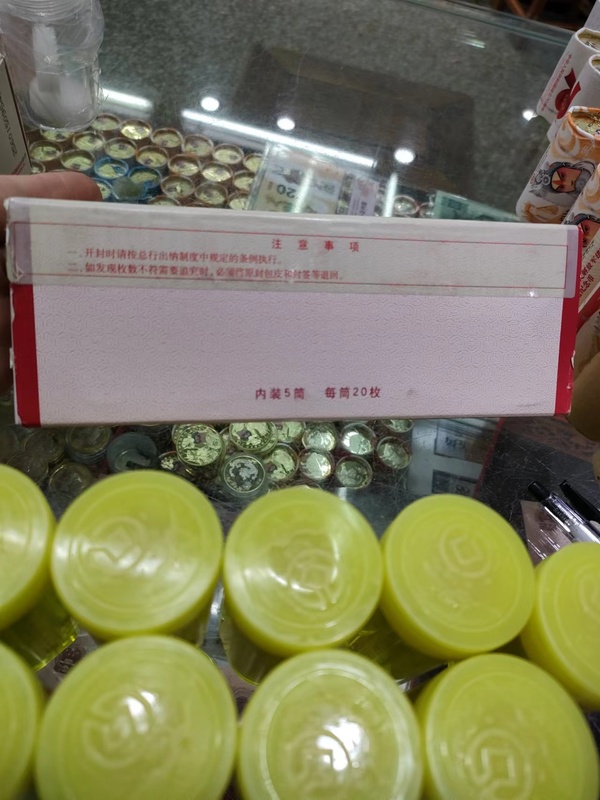 注意事项
一.开封时请按总行出纳制度中规定的条例执行。
二.如发现枚数不符需要追究时,必须凭原封包皮和封签等退回。
内装5筒 每筒20枚
20